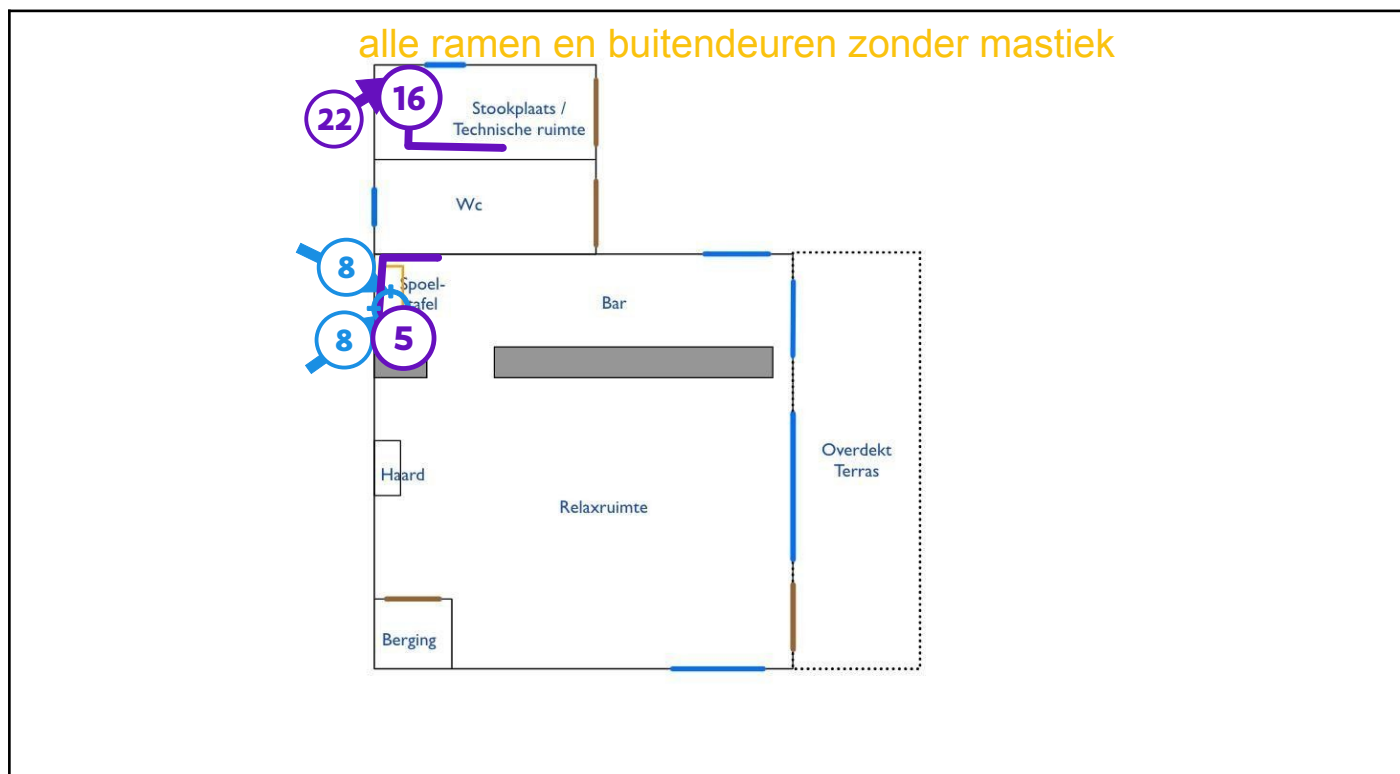 alle ramen en buitendeuren zonder mastiek
16
22
Stookplaats /
Technische ruimte
Wc
8
Spoel-
tafel
Bar
8
5
Overdekt
Terras
Haard
Relaxruimte
Berging